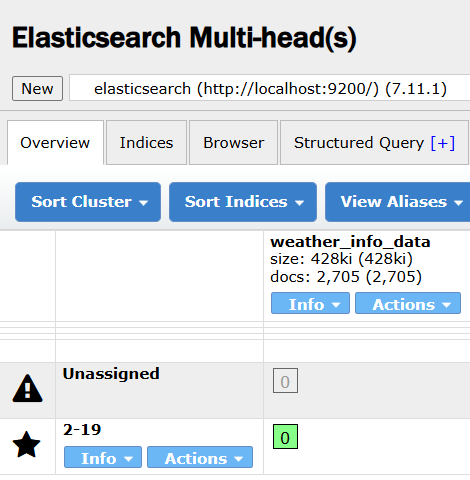 Elasticsearch Multi-head(s)
New elasticsearch (http://localhost:9200/) (7.11.1)
Overview Indices Browser Structured Query [+]
Sort Cluster Sort Indices View Aliases
weather_info_data
size: 428ki (428ki)
docs: 2,705 (2,705)
Info Actions
Unassigned 0
2-19 0
Info Actions